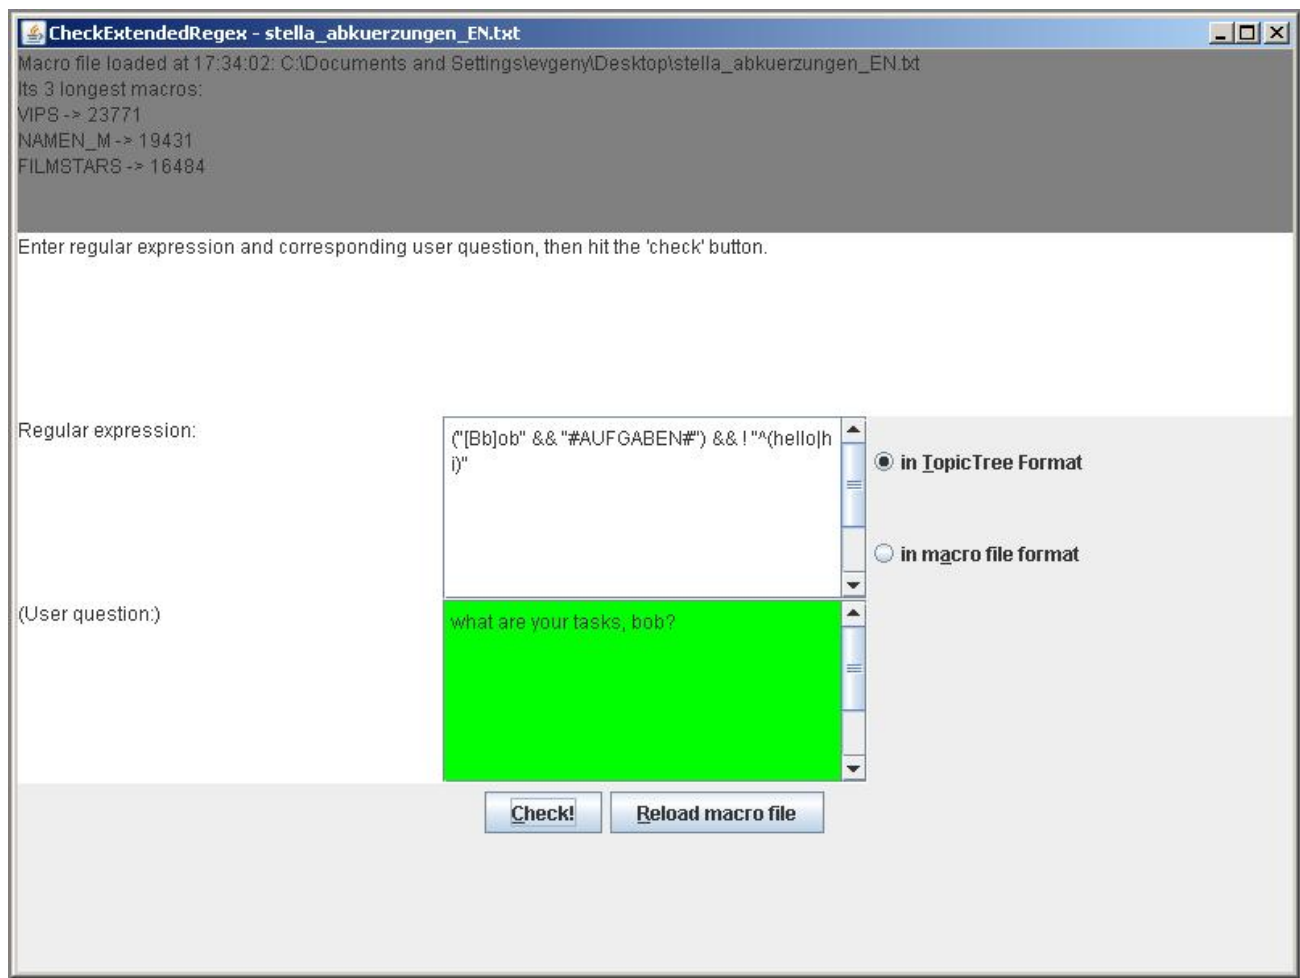 CheckExtendedRegex - stella_abkuerzungen_EN.txt
Macro file loaded at 17:34:02: C:\Documents and Settings\evgeny\Desktop\stella_abkuerzungen_EN.txt
Its 3 longest macros:
VIPS -> 23771
NAMEN_M -> 19431
FILMSTARS -> 16484
Enter regular expression and corresponding user question, then hit the 'check' button.
Regular expression:
("[Bb]ob" && "#AUFGABEN#") && ! "^(hello|h
i)"
in TopicTree Format
in macro file format
(User question:)
what are your tasks, bob?
Check!
Reload macro file